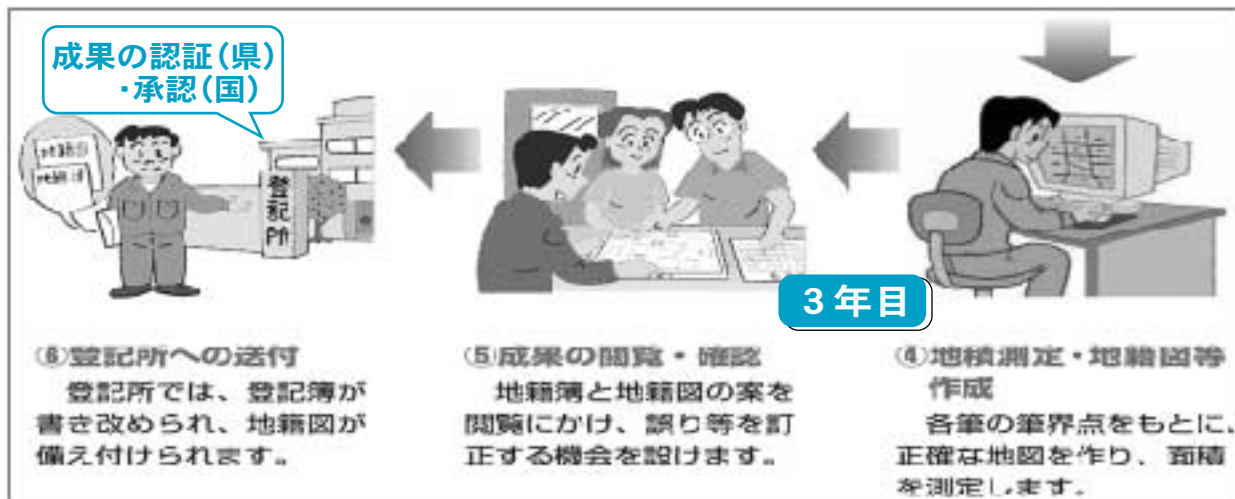 成果の認証(県)
・承認(国)
登記所
3年目
⑥登記所への送付
登記所では、登記簿が
書き改められ、地籍図が
備え付けられます。
⑤成果の閲覧・確認
地籍簿と地籍図の案を
閲覧にかけ、誤り等を訂
正する機会を設けます。
④地積測定・地籍図等
作成
各筆の筆界点をもとに、
正確な地図を作り、面積
を測定します。